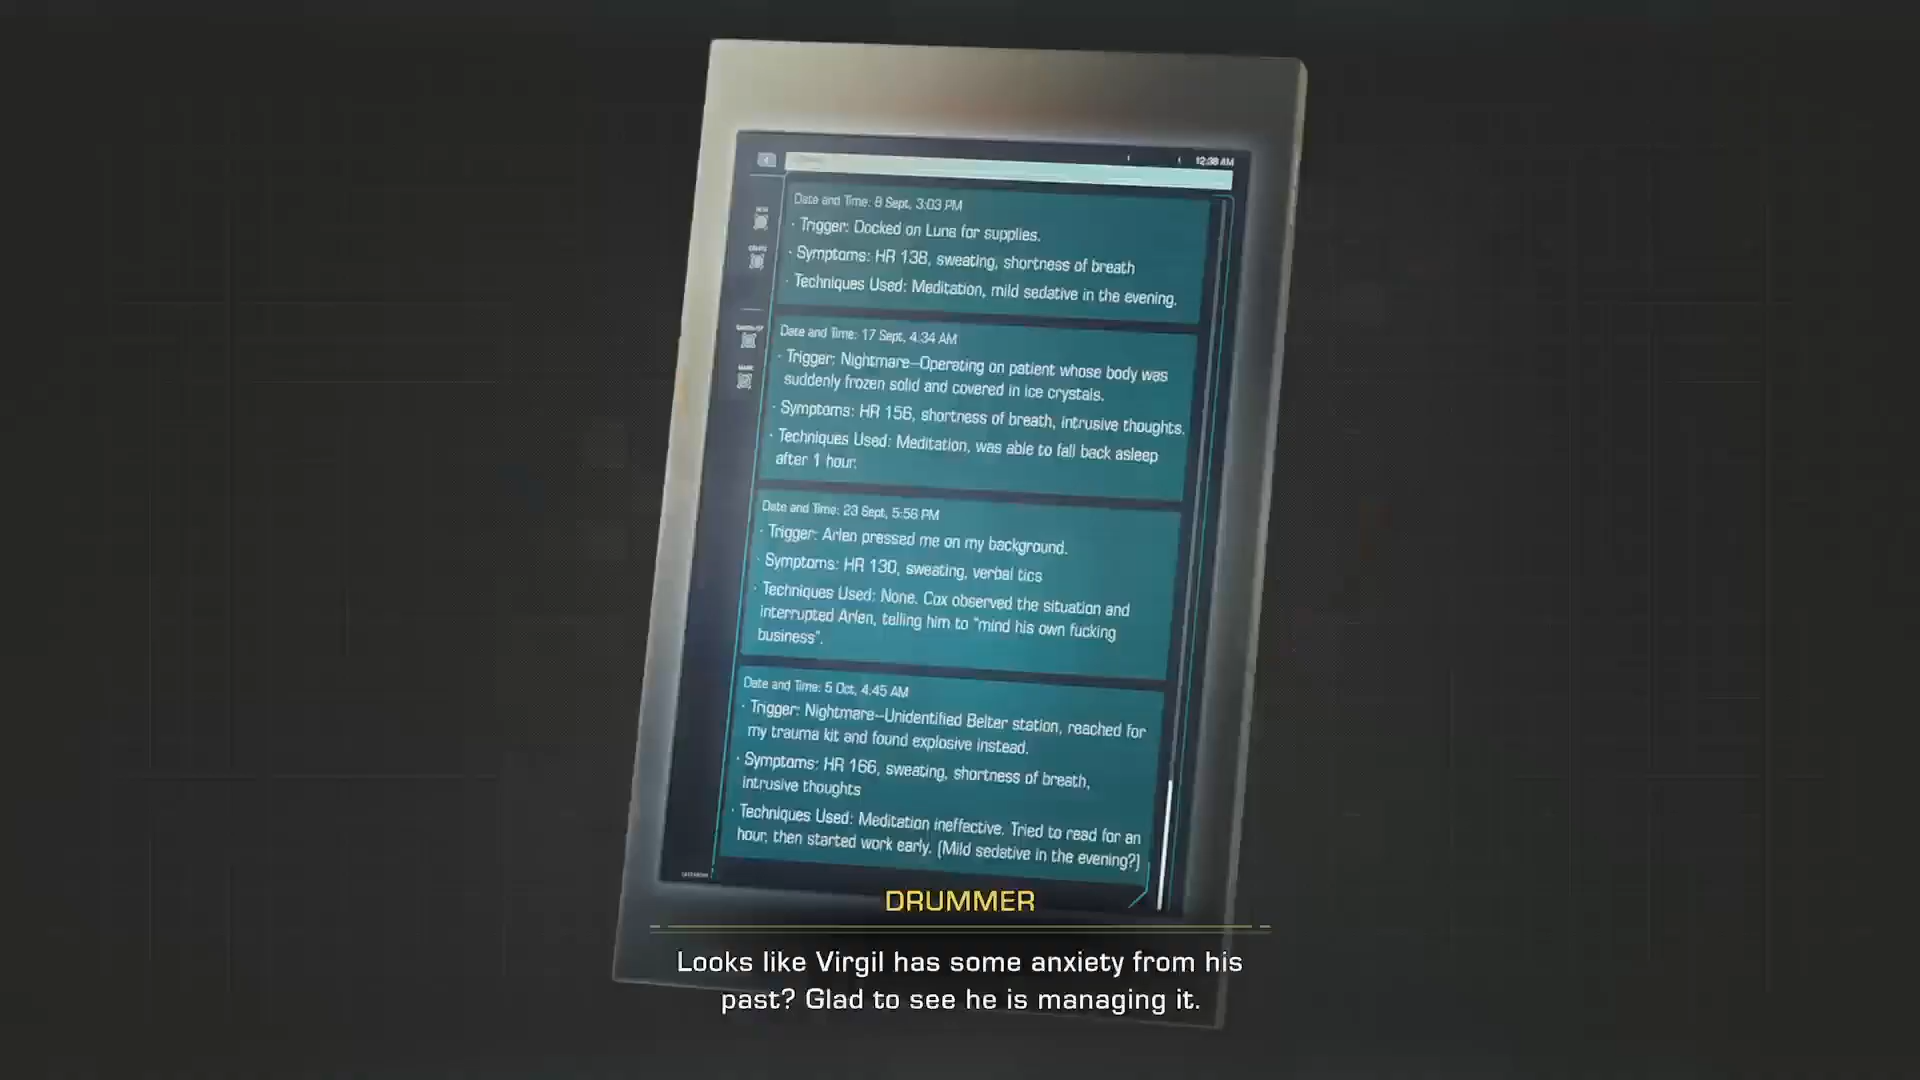 12:38 AM
Date and Time: 8 Sept, 3:03 PM
· Trigger: Docked on Luna for supplies.
· Symptoms: HR 138, sweating, shortness of breath
· Techniques Used: Meditation, mild sedative in the evening.
Date and Time: 17 Sept, 4:34 AM
· Trigger: Nightmare–Operating on patient whose body was
suddenly frozen solid and covered in ice crystals.
· Symptoms: HR 156, shortness of breath, intrusive thoughts.
· Techniques Used: Meditation, was able to fall back asleep
after 1 hour.
Date and Time: 23 Sept, 5:56 PM
· Trigger: Arlen pressed me on my background.
· Symptoms: HR 130, sweating, verbal tics
· Techniques Used: None. Cox observed the situation and
interrupted Arlen, telling him to "mind his own fucking
business".
Date and Time: 5 Oct, 4:45 AM
· Trigger: Nightmare–Unidentified Belter station, reached for
my trauma kit and found explosive instead.
· Symptoms: HR 166, sweating, shortness of breath,
intrusive thoughts
· Techniques Used: Meditation ineffective. Tried to read for an
hour, then started work early. (Mild sedative in the evening?)
DRUMMER
Looks like Virgil has some anxiety from his
past? Glad to see he is managing it.